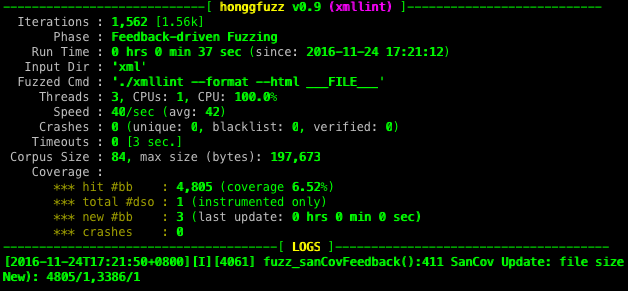 -----------------------------[ honggfuzz v0.9 (xmllint) ]----------------------------
Iterations : 1,562 [1.56k]
Phase : Feedback-driven Fuzzing
Run Time : 0 hrs 0 min 37 sec (since: 2016-11-24 17:21:12)
Input Dir : 'xml'
Fuzzed Cmd : './xmllint --format --html ___FILE___'
Threads : 3, CPUs: 1, CPU: 100.0%
Speed : 40/sec (avg: 42)
Crashes : 0 (unique: 0, blacklist: 0, verified: 0)
Timeouts : 0 [3 sec.]
Corpus Size : 84, max size (bytes): 197,673
Coverage :
*** hit #bb : 4,805 (coverage 6.52%)
*** total #dso : 1 (instrumented only)
*** new #bb : 3 (last update: 0 hrs 0 min 0 sec)
*** crashes : 0
---------------------------------------[ LOGS ]---------------------------------------
[2016-11-24T17:21:50+0800][I][4061] fuzz_sanCovFeedback():411 SanCov Update: file size
New): 4805/1,3386/1